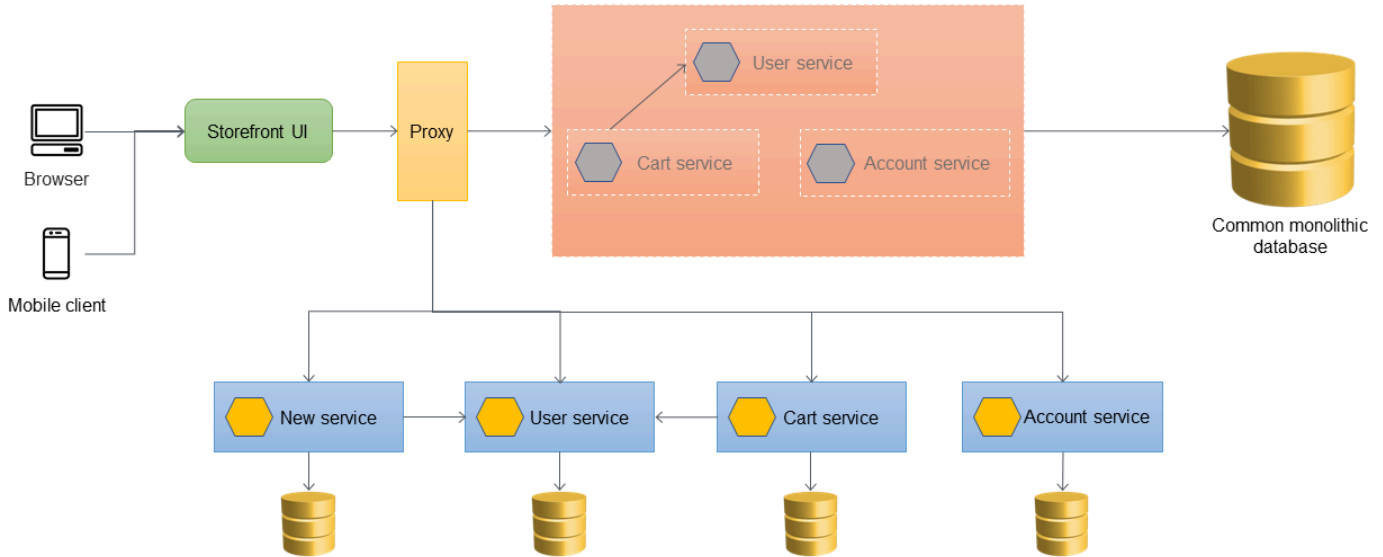 User service
Storefront UI
Proxy
Cart service
Account service
Browser
Common monolithic
database
Mobile client
New service
User service
Cart service
Account service